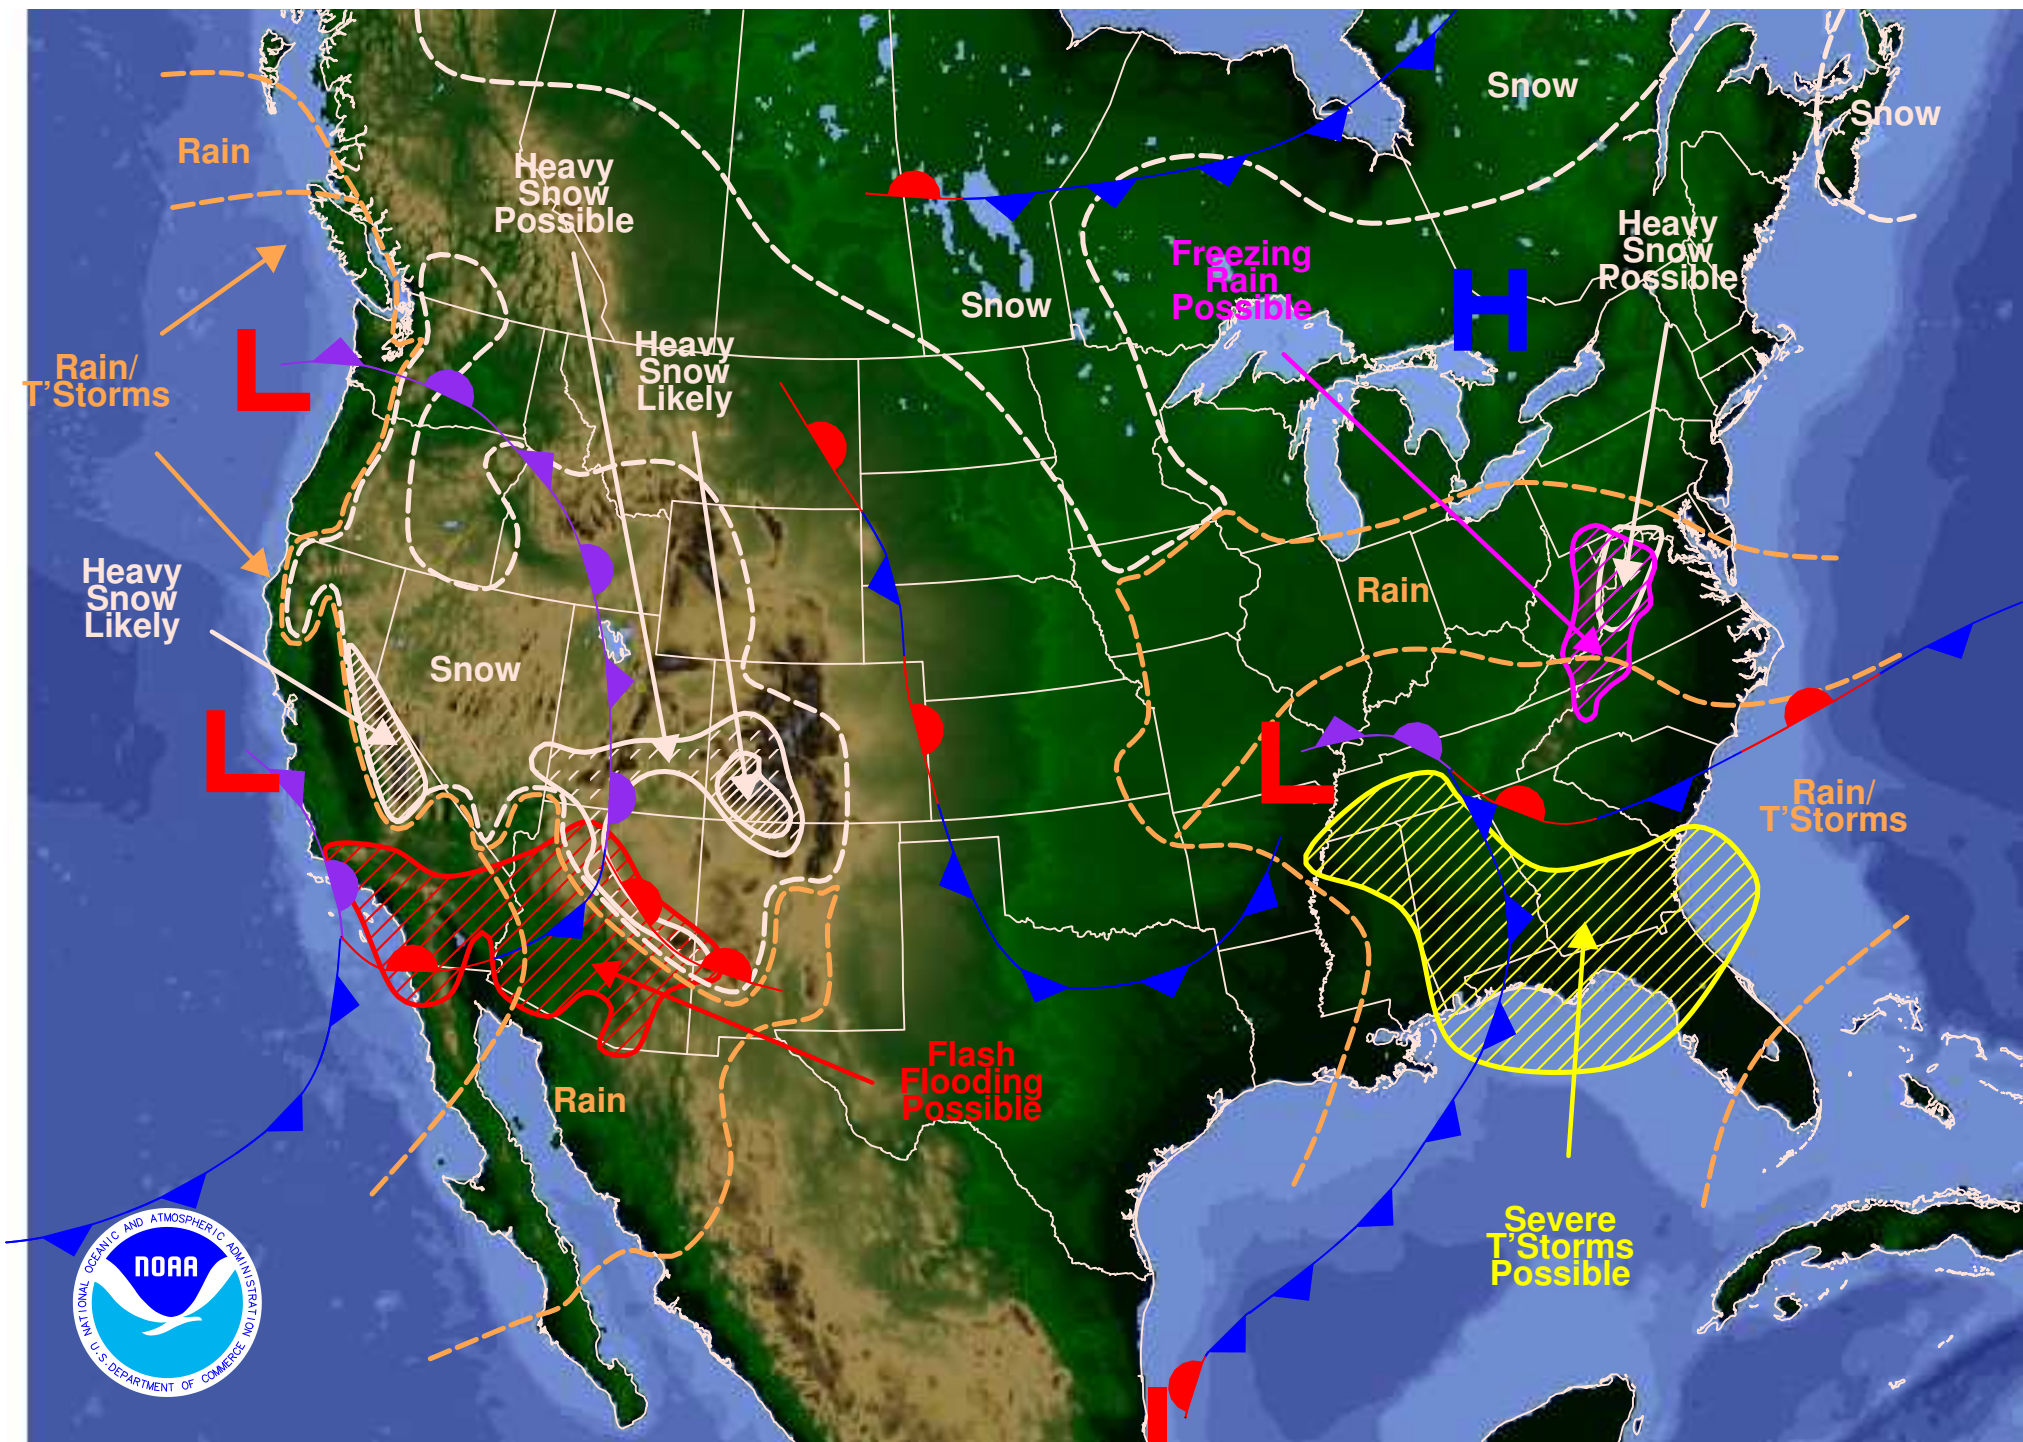 Snow
Snow
Rain
Heavy
Snow
Possible
Heavy
Snow
Possible
Freezing
Rain
Possible
H
Snow
L
Rain/
T'Storms
Heavy
Snow
Likely
Heavy
Snow
Likely
Rain
Snow
L
L
Rain/
T'Storms
Flash
Flooding
Possible
Rain
Severe
T'Storms
Possible
NATIONAL OCEANIC AND ATMOSPHERIC ADMINISTRATION
NOAA
U.S. DEPARTMENT OF COMMERCE